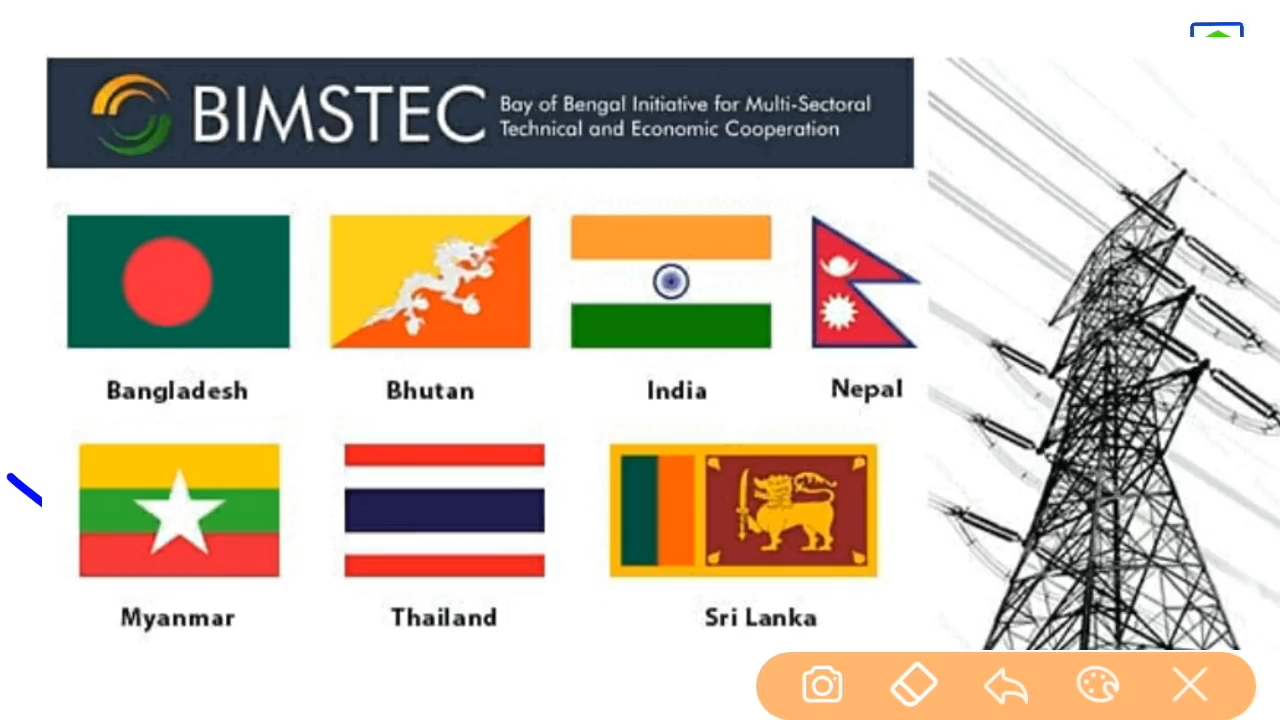 BIMSTEC
Bay of Bengal Initiative for Multi-Sectoral
Technical and Economic Cooperation
Bangladesh
Bhutan
India
Nepal
Myanmar
Thailand
Sri Lanka